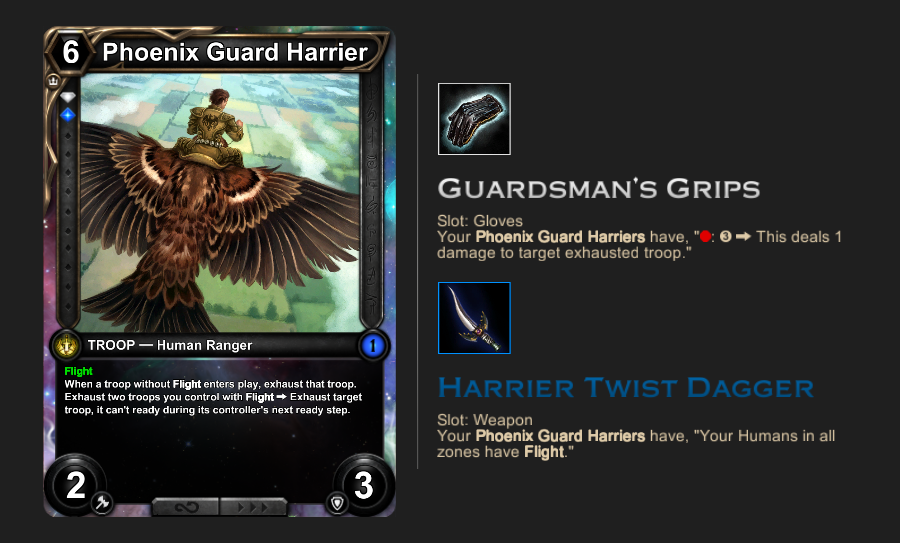 6 Phoenix Guard Harrier
TROOP — Human Ranger 1
Flight
When a troop without Flight enters play, exhaust that troop.
Exhaust two troops you control with Flight ➡ Exhaust target
troop, it can't ready during its controller's next ready step.
2 3
GUARDSMAN'S GRIPS
Slot: Gloves
Your Phoenix Guard Harriers have, "🔴: ❸ ➡ This deals 1
damage to target exhausted troop."
HARRIER TWIST DAGGER
Slot: Weapon
Your Phoenix Guard Harriers have, "Your Humans in all
zones have Flight."